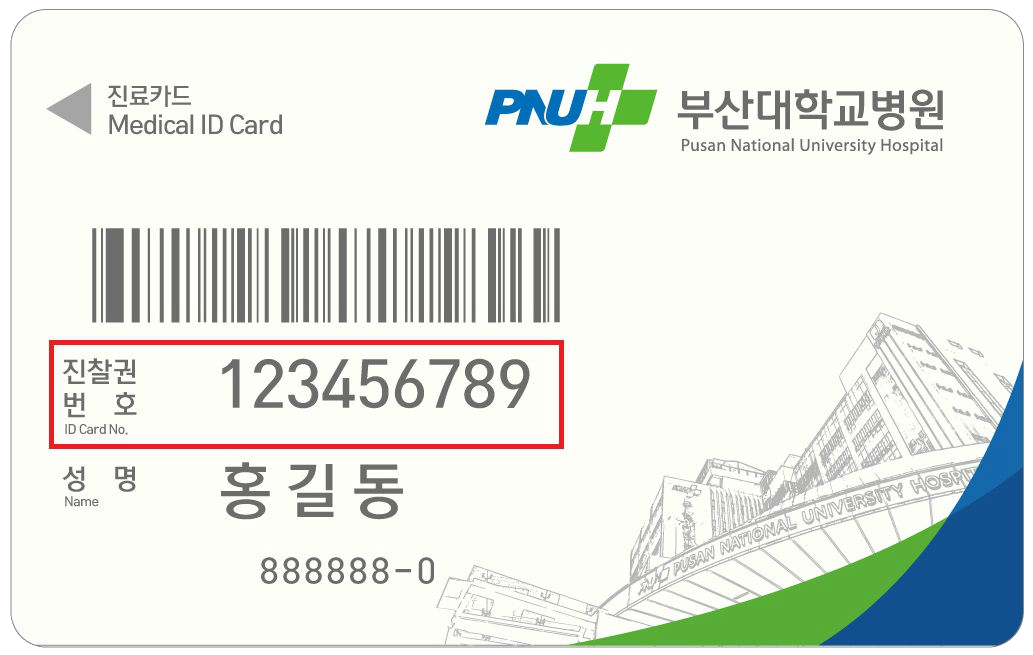 진료카드
Medical ID Card
PNUH 부산대학교병원
Pusan National University Hospital
진찰권 번 호 123456789
ID Card No.
성 명 홍길동
Name
888888-0
PNUH PUSAN NATIONAL UNIVERSITY HOSPITAL